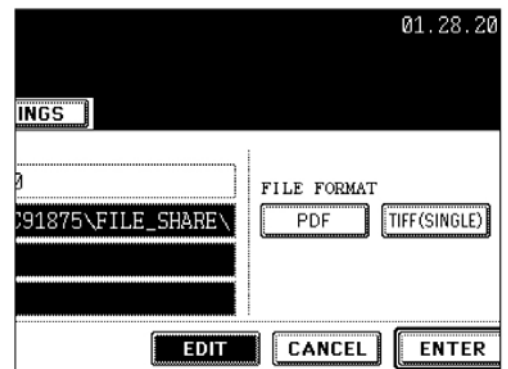 01.28.20
INGS
0
C91875\FILE_SHARE\
FILE FORMAT
PDF
TIFF(SINGLE)
EDIT
CANCEL
ENTER